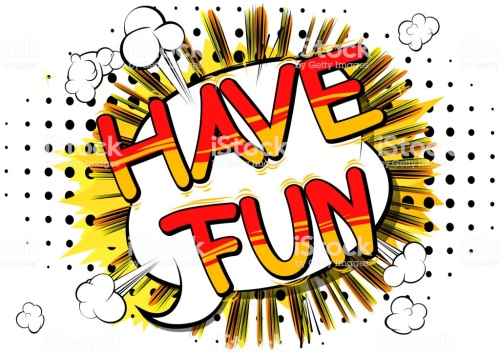 HAVE
FUN
iStock
by Getty Images